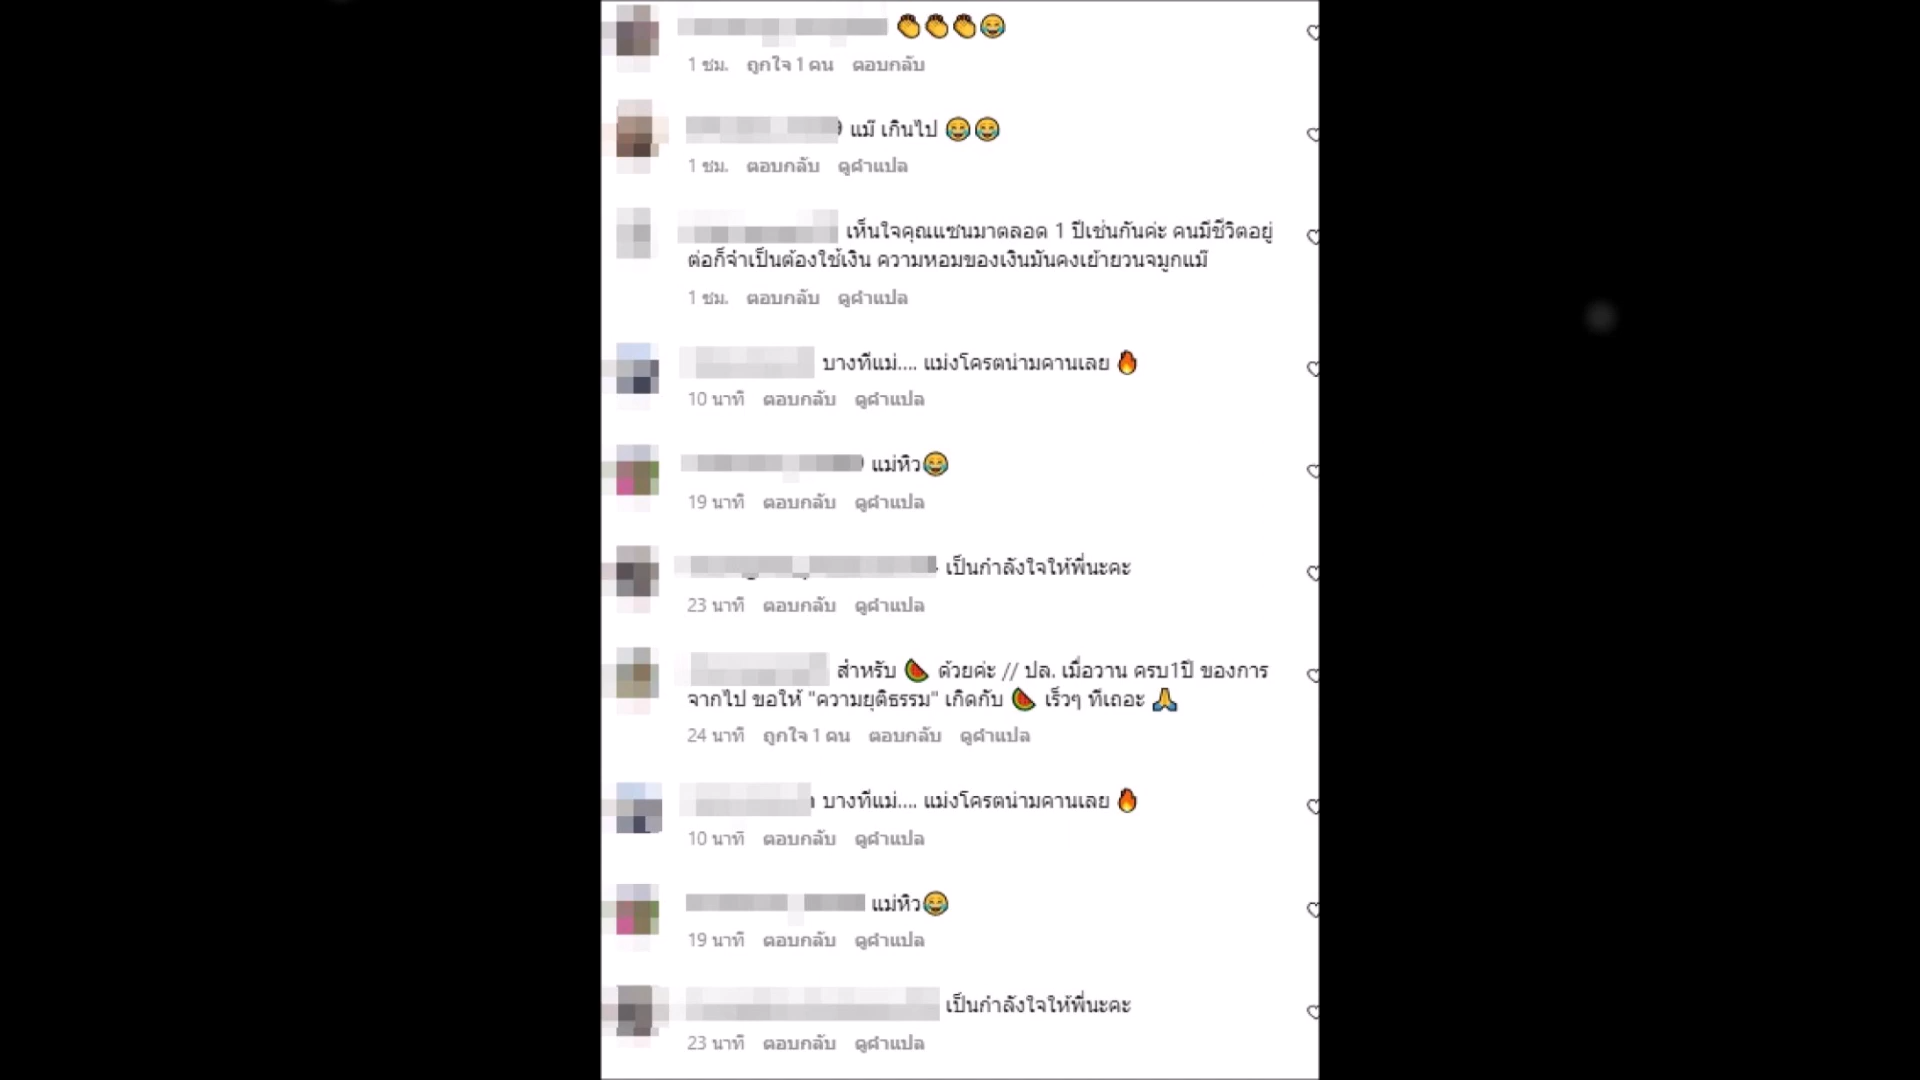 👏👏👏😂
1 ชม. ถูกใจ 1 คน ตอบกลับ
แม๊ เกินไป 😂😂
1 ชม. ตอบกลับ ดูคำแปล
เห็นใจคุณแซนมาตลอด 1 ปีเช่นกันค่ะ คนมีชีวิตอยู่
ต่อก็จำเป็นต้องใช้เงิน ความหอมของเงินมันคงเย้ายวนจมูกแม๊
1 ชม. ตอบกลับ ดูคำแปล
บางทีแม่.... แม่งโครตน่ามคานเลย 🔥
10 นาที ตอบกลับ ดูคำแปล
แม่หิว😂
19 นาที ตอบกลับ ดูคำแปล
เป็นกำลังใจให้พี่นะคะ
23 นาที ตอบกลับ ดูคำแปล
สำหรับ 🍉 ด้วยค่ะ // ปล. เมื่อวาน ครบ1ปี ของการ
จากไป ขอให้ "ความยุติธรรม" เกิดกับ 🍉 เร็วๆ ทีเถอะ 🙏
24 นาที ถูกใจ 1 คน ตอบกลับ ดูคำแปล
บางทีแม่.... แม่งโครตน่ามคานเลย 🔥
10 นาที ตอบกลับ ดูคำแปล
แม่หิว😂
19 นาที ตอบกลับ ดูคำแปล
เป็นกำลังใจให้พี่นะคะ
23 นาที ตอบกลับ ดูคำแปล